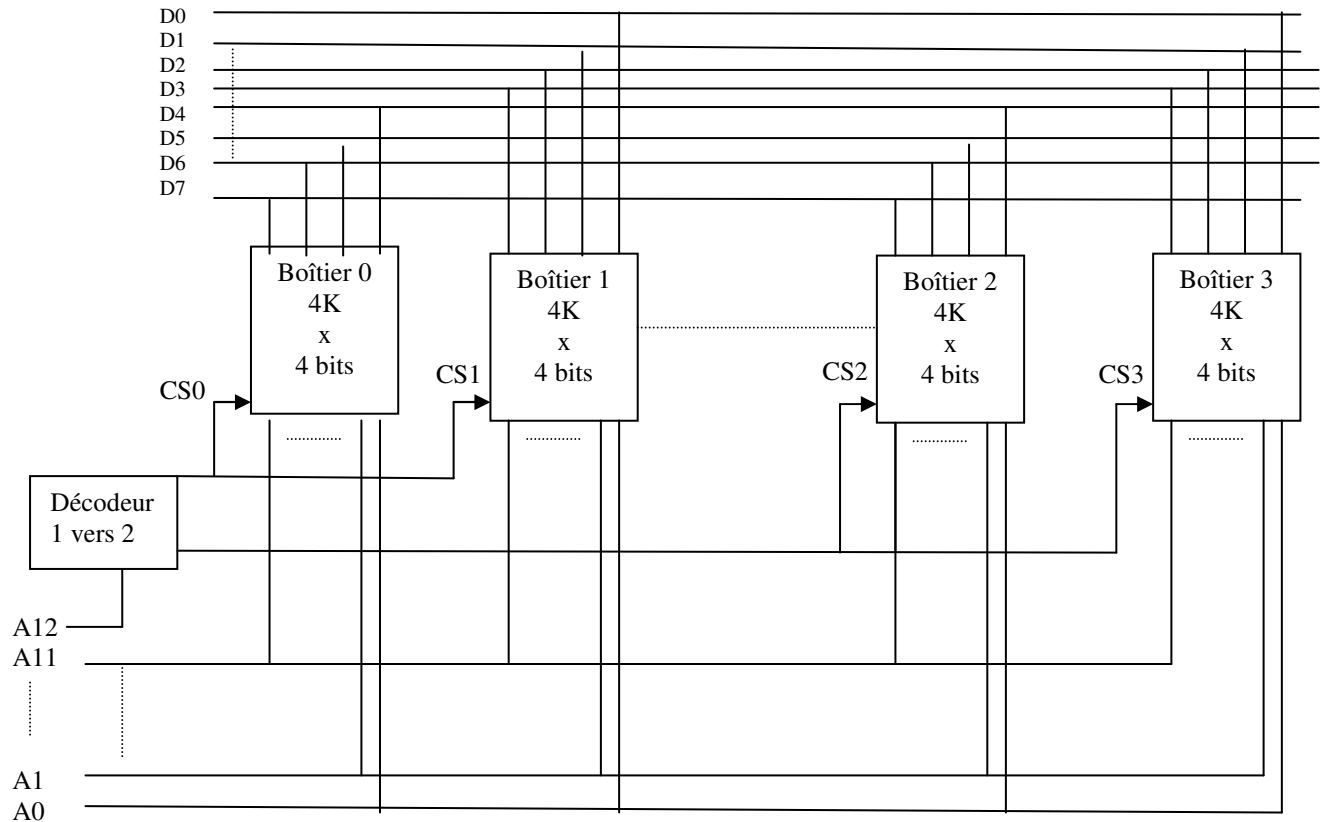 D0
D1
D2
D3
D4
D5
D6
D7
Boîtier 0
4K
x
4 bits
Boîtier 1
4K
x
4 bits
Boîtier 2
4K
x
4 bits
Boîtier 3
4K
x
4 bits
CS0
CS1
CS2
CS3
Décodeur
1 vers 2
A12
A11
A1
A0